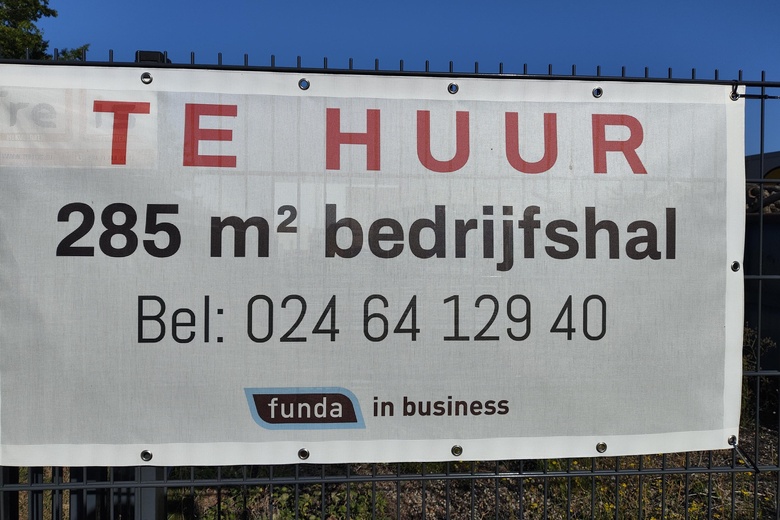 TE HUUR
285 m² bedrijfshal
Bel: 024 64 129 40
funda in business